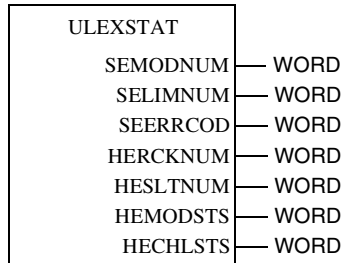 ULEXSTAT
SEMODNUM WORD
SELIMNUM WORD
SEERRCOD WORD
HERCKNUM WORD
HESLTNUM WORD
HEMODSTS WORD
HECHLSTS WORD